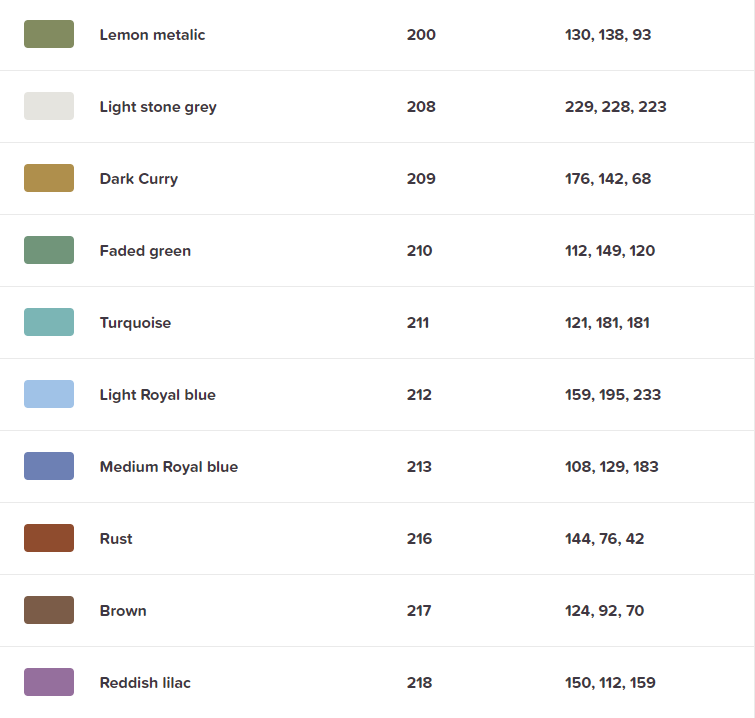 Lemon metalic 200 130, 138, 93
Light stone grey 208 229, 228, 223
Dark Curry 209 176, 142, 68
Faded green 210 112, 149, 120
Turquoise 211 121, 181, 181
Light Royal blue 212 159, 195, 233
Medium Royal blue 213 108, 129, 183
Rust 216 144, 76, 42
Brown 217 124, 92, 70
Reddish lilac 218 150, 112, 159